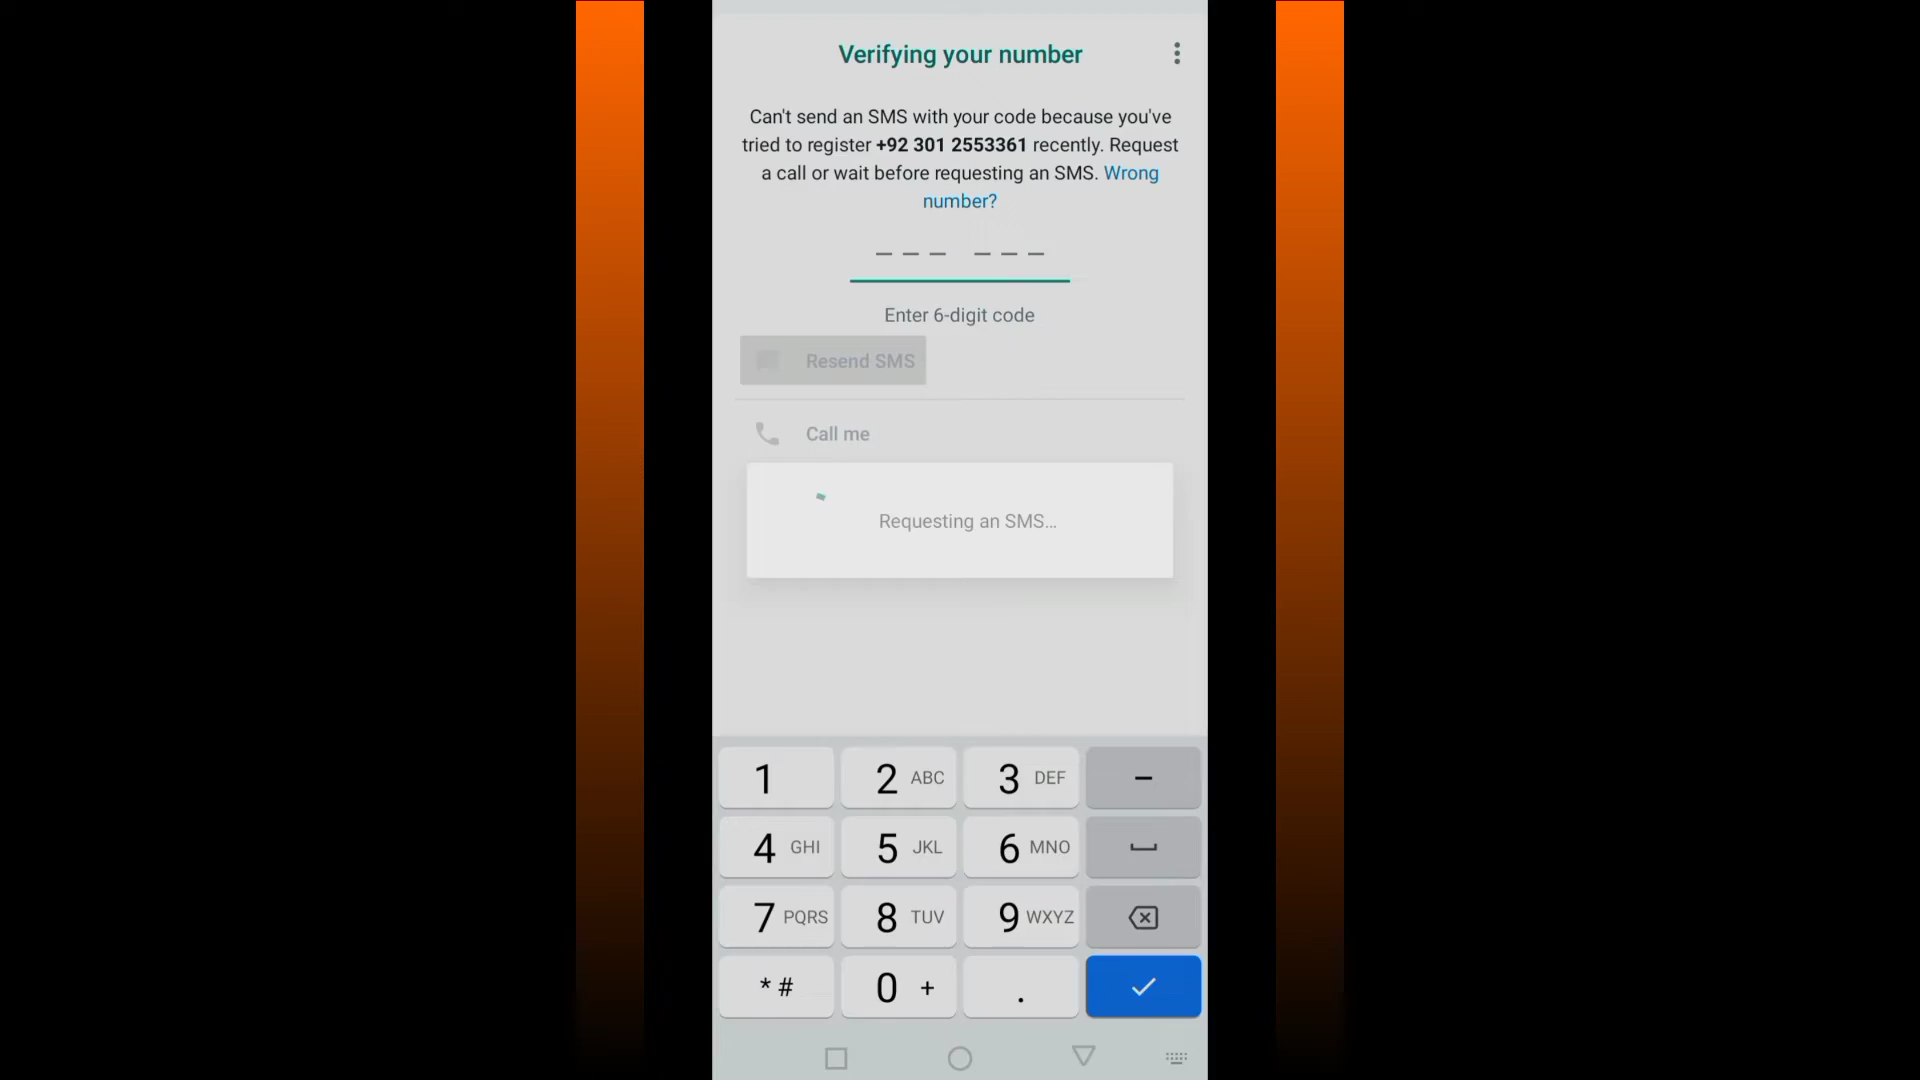 Verifying your number
Can't send an SMS with your code because you've
tried to register +92 301 2553361 recently. Request
a call or wait before requesting an SMS. Wrong
number?
Enter 6-digit code
Resend SMS
Call me
Requesting an SMS...
1 2 ABC 3 DEF –
4 GHI 5 JKL 6 MNO
7 PQRS 8 TUV 9 WXYZ
* # 0 + .